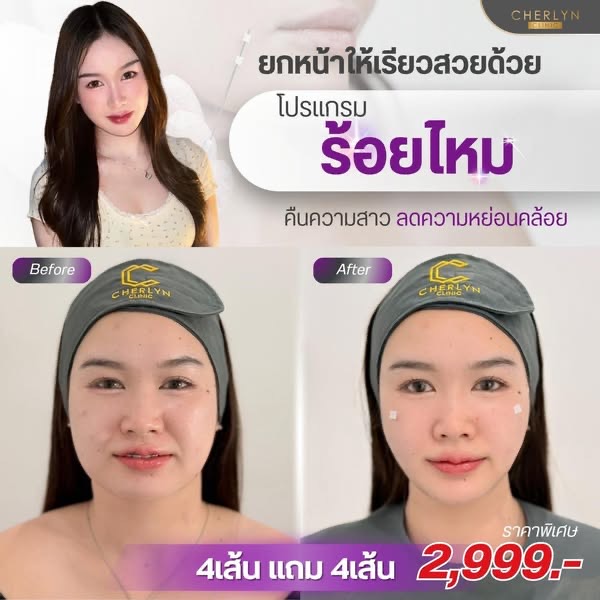 CHERLYN
CLINIC
ยกหน้าให้เรียวสวยด้วย
โปรแกรม
ร้อยไหม
คืนความสาว ลดความหย่อนคล้อย
Before
After
CHERLYN
CLINIC
CHERLYN
CLINIC
ราคาพิเศษ
4เส้น แถม 4เส้น 2,999.-